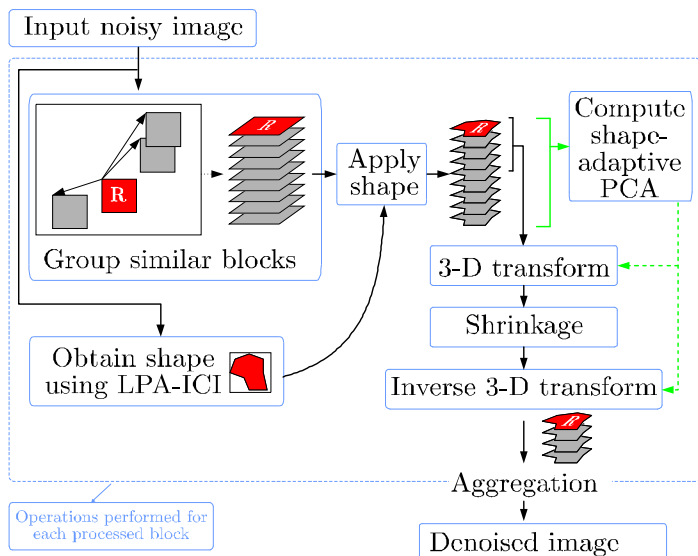 Input noisy image
R
R
Group similar blocks
Apply
shape
R
Compute
shape-
adaptive
PCA
3-D transform
Shrinkage
Obtain shape
using LPA-ICI
Inverse 3-D transform
R
Aggregation
Operations performed for
each processed block
Denoised image